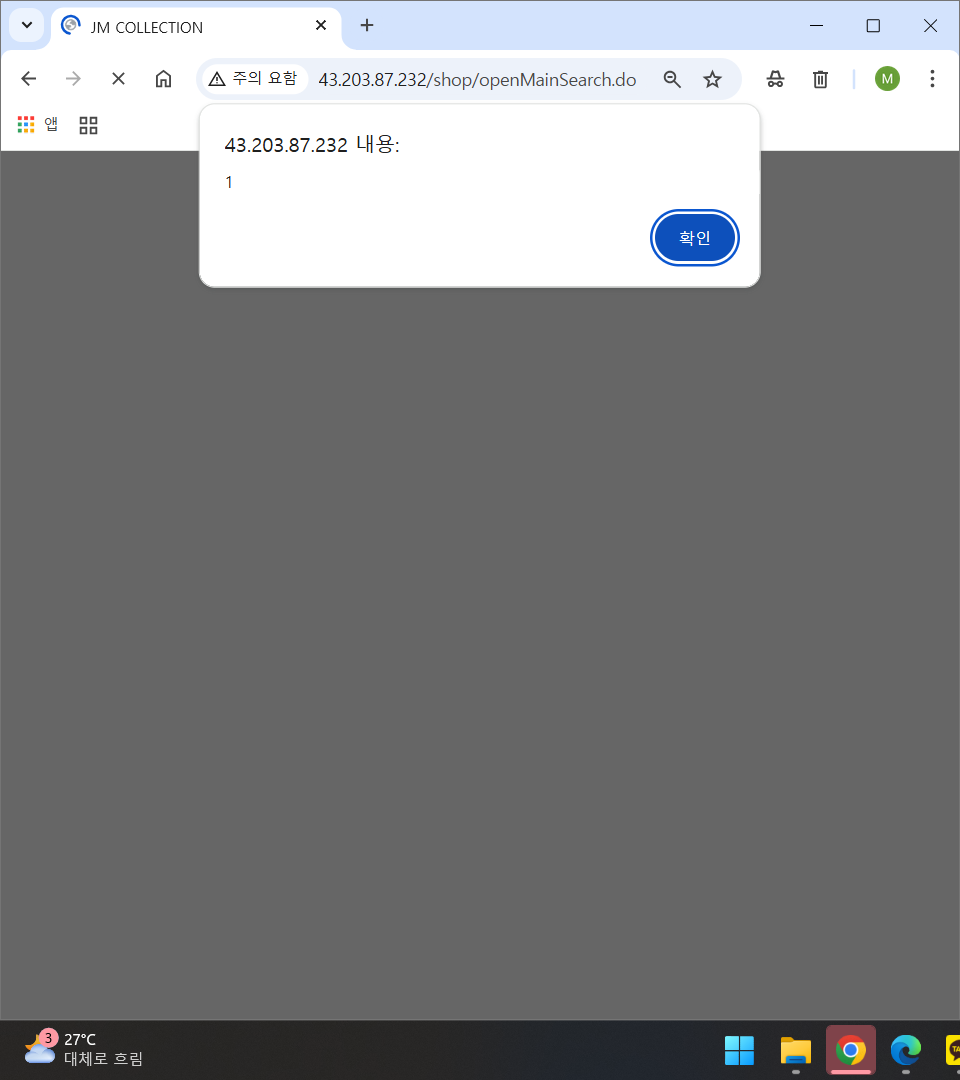 JM COLLECTION
주의 요함
43.203.87.232/shop/openMainSearch.do
M
앱
43.203.87.232 내용:
1
확인
3
27°C
대체로 흐림